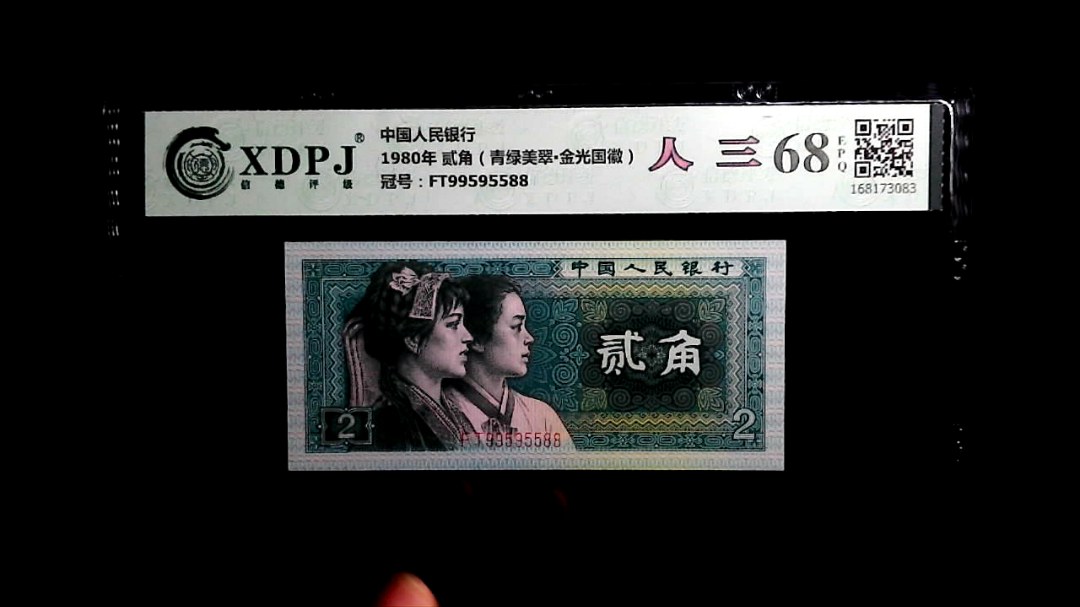 XDPJ®
信德评级
中国人民银行
1980年 贰角（青绿美翠·金光国徽）
冠号：FT99595588
人 三 68 EPQ
168173083
中国人民银行
贰角
2
2
FT99595588